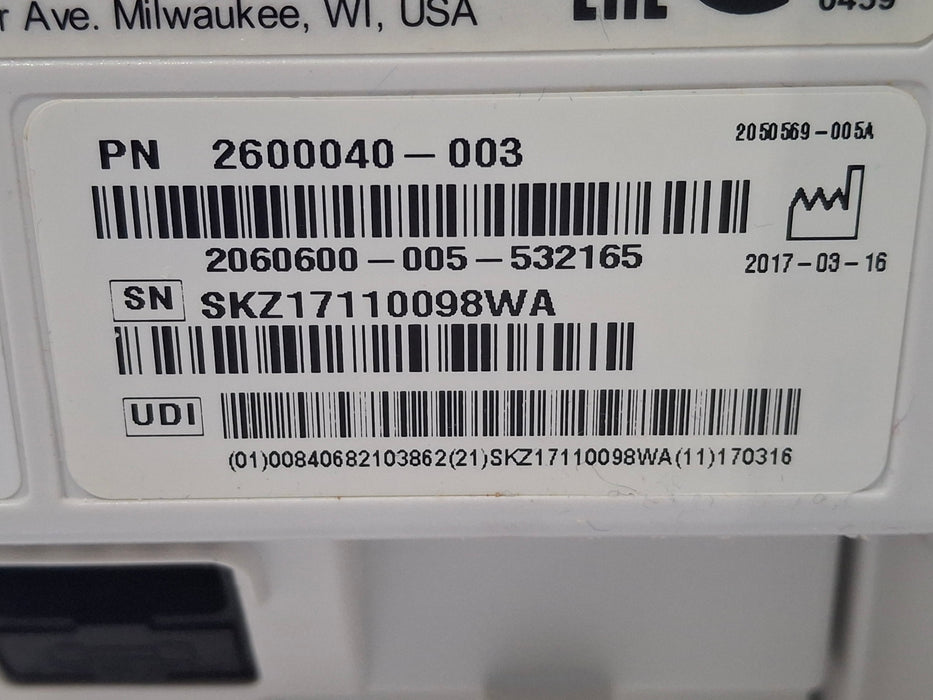 r Ave. Milwaukee, WI, USA
EAC
0459
2050569-005A
PN 2600040-003
2060600-005-532165
2017-03-16
SN SKZ17110098WA
UDI
(01)00840682103862(21)SKZ17110098WA(11)170316